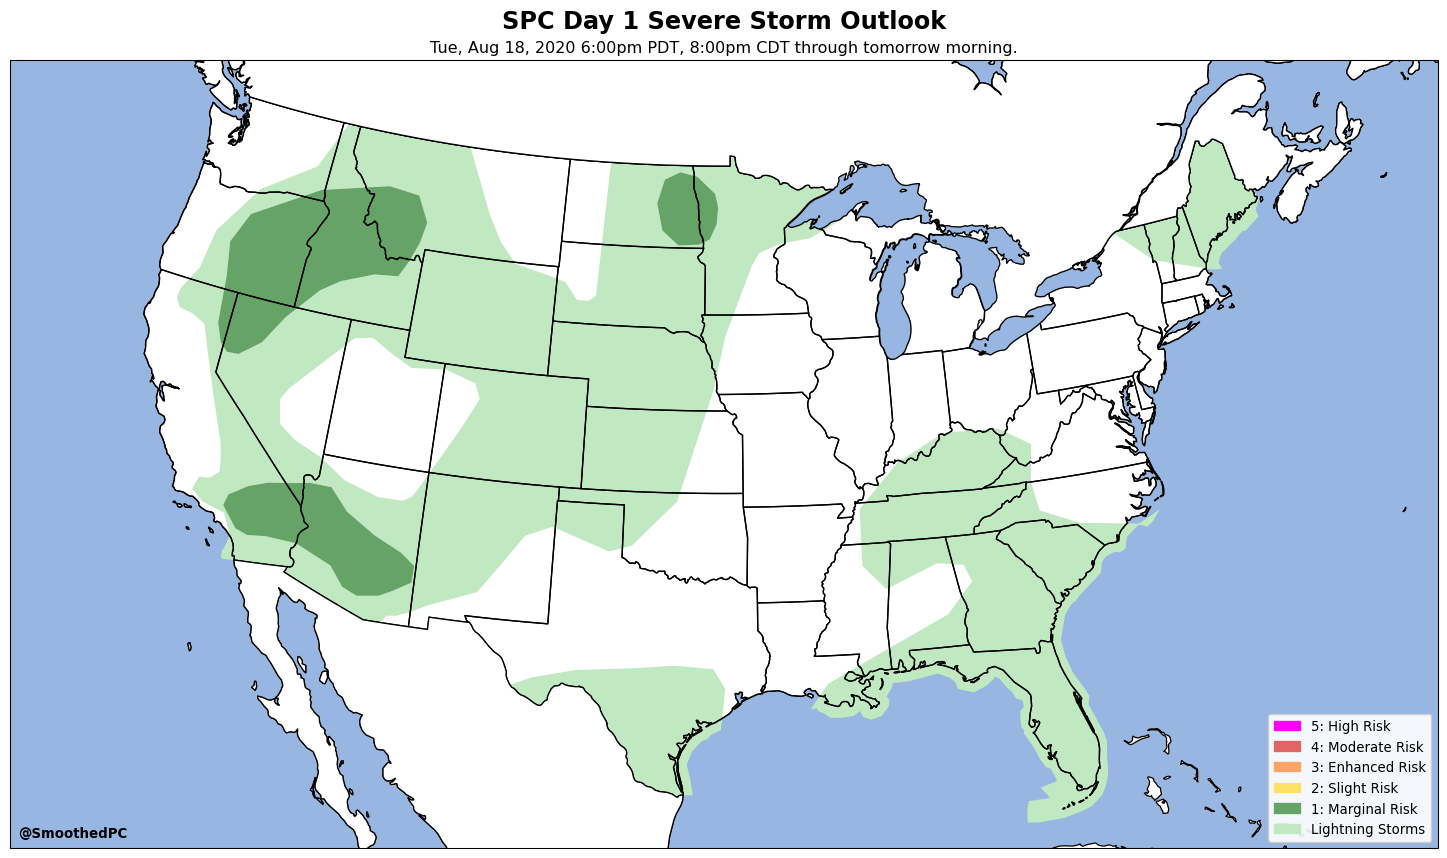 SPC Day 1 Severe Storm Outlook
Tue, Aug 18, 2020 6:00pm PDT, 8:00pm CDT through tomorrow morning.
5: High Risk
4: Moderate Risk
3: Enhanced Risk
2: Slight Risk
1: Marginal Risk
Lightning Storms
@SmoothedPC